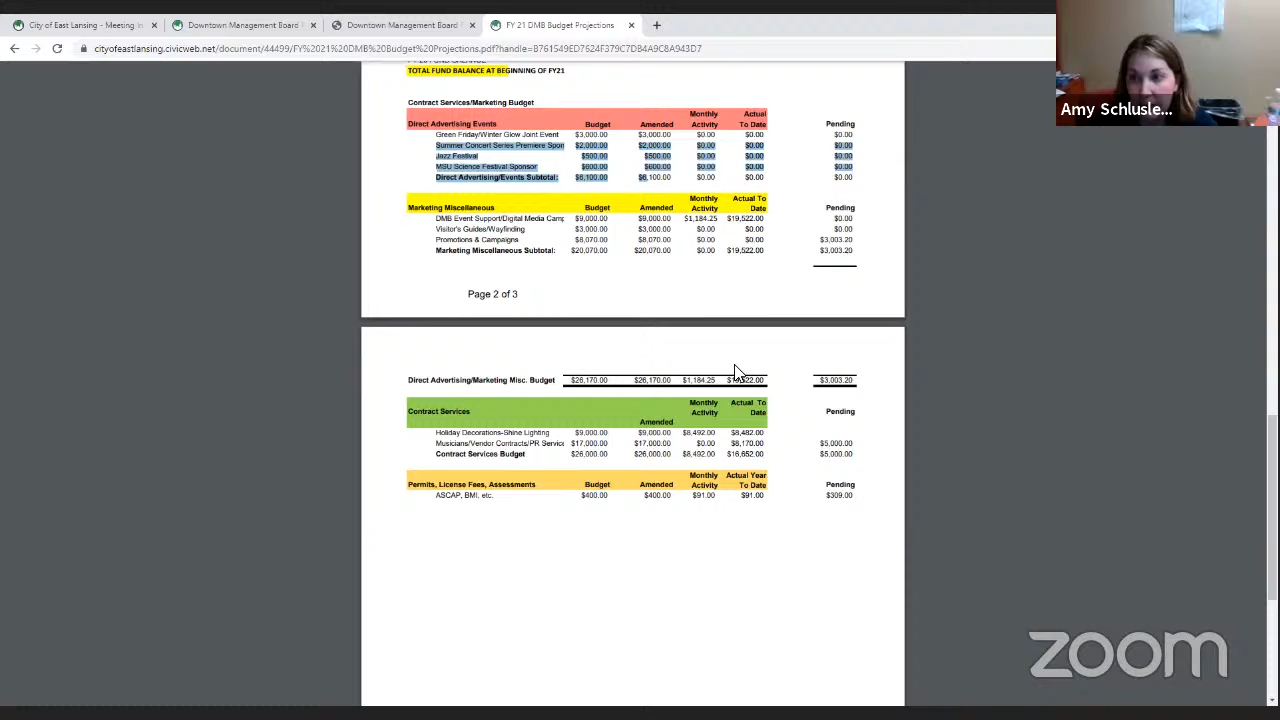 City of East Lansing - Meeting In
Downtown Management Board
Downtown Management Board
FY 21 DMB Budget Projections
cityofeastlansing.civicweb.net/document/44499/FY%2021%20DMB%20Budget%20Projections.pdf?handle=B761549ED7624F379C7DB4A9C8A943D7
Amy Schlusle...
TOTAL FUND BALANCE AT BEGINNING OF FY21
Contract Services/Marketing Budget
Monthly Actual
Direct Advertising Events Budget Amended Activity To Date Pending
Green Friday/Winter Glow Joint Event $3,000.00 $3,000.00 $0.00 $0.00 $0.00
Summer Concert Series Premiere Spon $2,000.00 $2,000.00 $0.00 $0.00 $0.00
Jazz Festival $500.00 $500.00 $0.00 $0.00 $0.00
MSU Science Festival Sponsor $600.00 $600.00 $0.00 $0.00 $0.00
Direct Advertising/Events Subtotal: $6,100.00 $6,100.00 $0.00 $0.00 $0.00
Monthly Actual To
Marketing Miscellaneous Budget Amended Activity Date Pending
DMB Event Support/Digital Media Camp $9,000.00 $9,000.00 $1,184.25 $19,522.00 $0.00
Visitor's Guides/Wayfinding $3,000.00 $3,000.00 $0.00 $0.00 $0.00
Promotions & Campaigns $8,070.00 $8,070.00 $0.00 $0.00 $3,003.20
Marketing Miscellaneous Subtotal: $20,070.00 $20,070.00 $0.00 $19,522.00 $3,003.20
Page 2 of 3
Direct Advertising/Marketing Misc. Budget $26,170.00 $26,170.00 $1,184.25 $19,522.00 $3,003.20
Monthly Actual To
Contract Services Activity Date Pending
Amended
Holiday Decorations-Shine Lighting $9,000.00 $9,000.00 $8,492.00 $8,482.00
Musicians/Vendor Contracts/PR Service $17,000.00 $17,000.00 $0.00 $8,170.00 $5,000.00
Contract Services Budget $26,000.00 $26,000.00 $8,492.00 $16,652.00 $5,000.00
Monthly Actual Year
Permits, License Fees, Assessments Budget Amended Activity To Date Pending
ASCAP, BMI, etc. $400.00 $400.00 $91.00 $91.00 $309.00
zoom